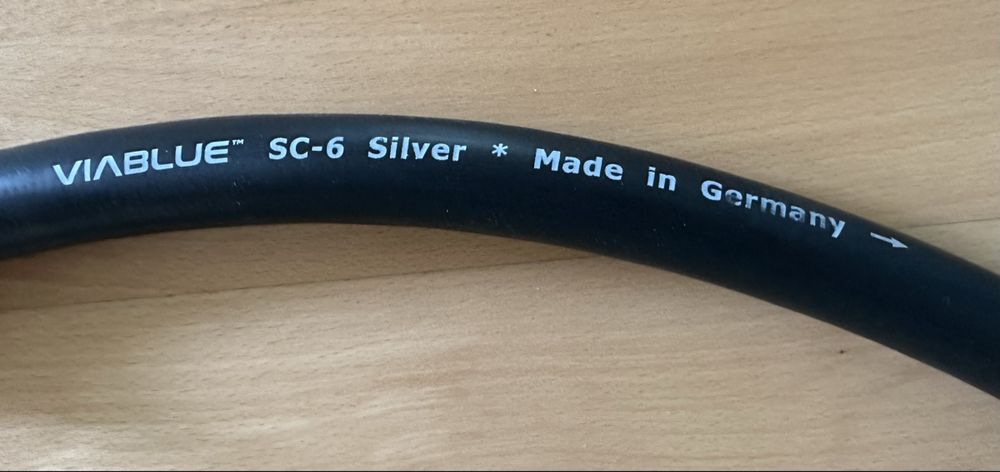 VIABLUE™ SC-6 Silver * Made in Germany →